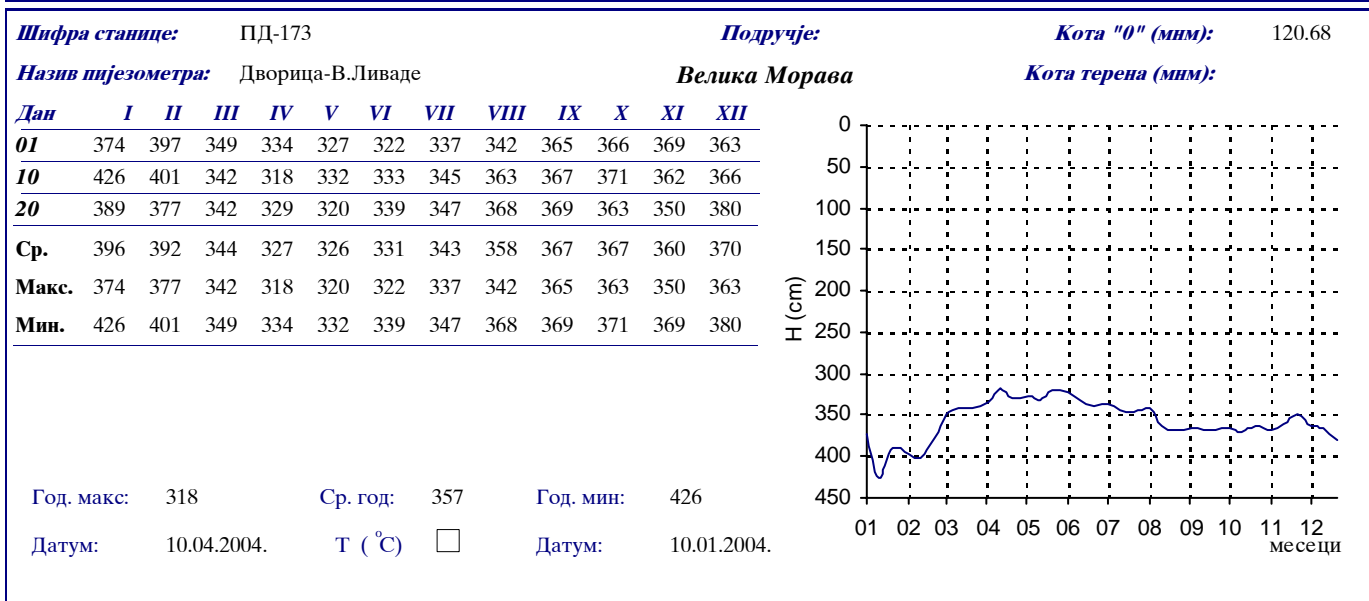 Шифра станице: ПД-173 Подручје: Кота "0" (мнм): 120.68
Назив пијезометра: Дворица-В.Ливаде Велика Морава Кота терена (мнм):
Дан I II III IV V VI VII VIII IX X XI XII
01 374 397 349 334 327 322 337 342 365 366 369 363
10 426 401 342 318 332 333 345 363 367 371 362 366
20 389 377 342 329 320 339 347 368 369 363 350 380
Ср. 396 392 344 327 326 331 343 358 367 367 360 370
Макс. 374 377 342 318 320 322 337 342 365 363 350 363
Мин. 426 401 349 334 332 339 347 368 369 371 369 380
0
50
100
150
200
250
300
350
400
450
H (cm)
01 02 03 04 05 06 07 08 09 10 11 12
месеци
Год. макс: 318 Ср. год: 357 Год. мин: 426
Датум: 10.04.2004. Т ( °C) Датум: 10.01.2004.